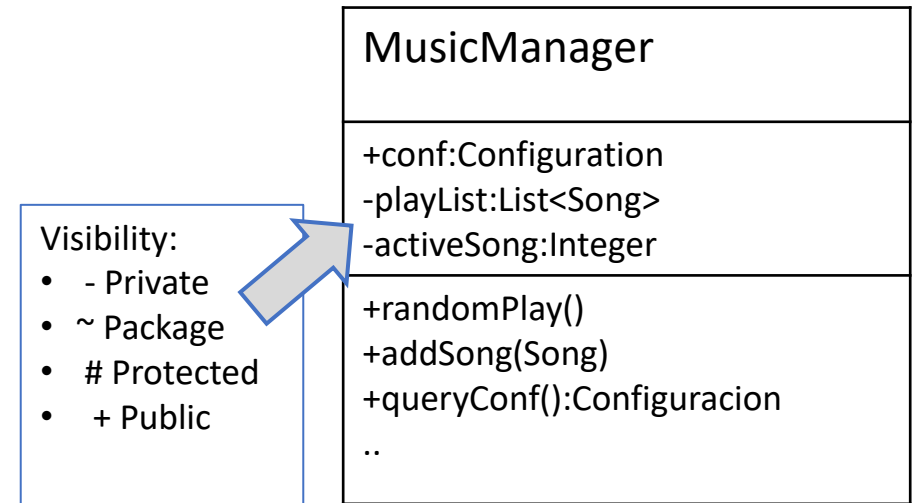 MusicManager
+conf:Configuration
-playList:List<Song>
-activeSong:Integer
+randomPlay()
+addSong(Song)
+queryConf():Configuracion
..
Visibility:
• - Private
• ~ Package
• # Protected
• + Public